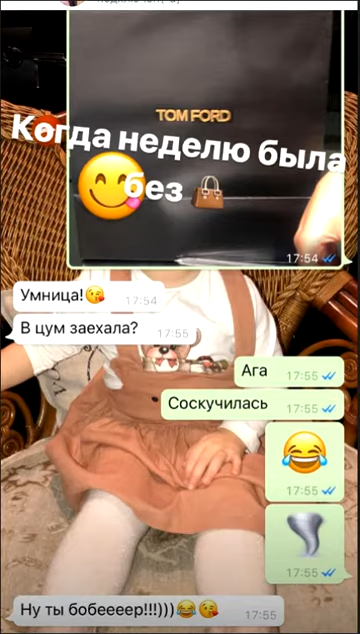 TOM FORD
Когда неделю была
без
17:54
Умница!
17:54
В цум заехала?
17:55
Ага
17:55
Соскучилась
17:55
17:55
17:55
Ну ты бобеееер!!!)))
17:55